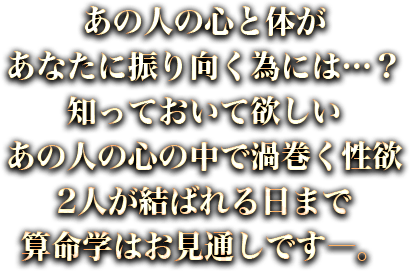 あの人の心と体が
あなたに振り向く為には…？
知っておいて欲しい
あの人の心の中で渦巻く性欲
2人が結ばれる日まで
算命学はお見通しです―。